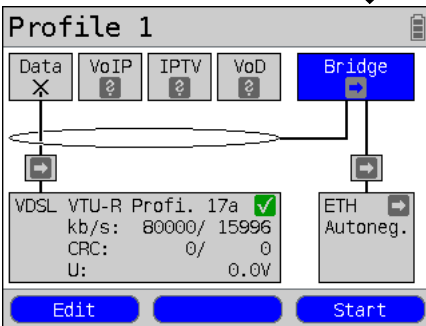 Profile 1
Data VoIP IPTV VoD Bridge
? ? ?
VDSL VTU-R Profi. 17a
kb/s: 80000/ 15996
CRC: 0/ 0
U: 0.0V
ETH
Autoneg.
Edit Start